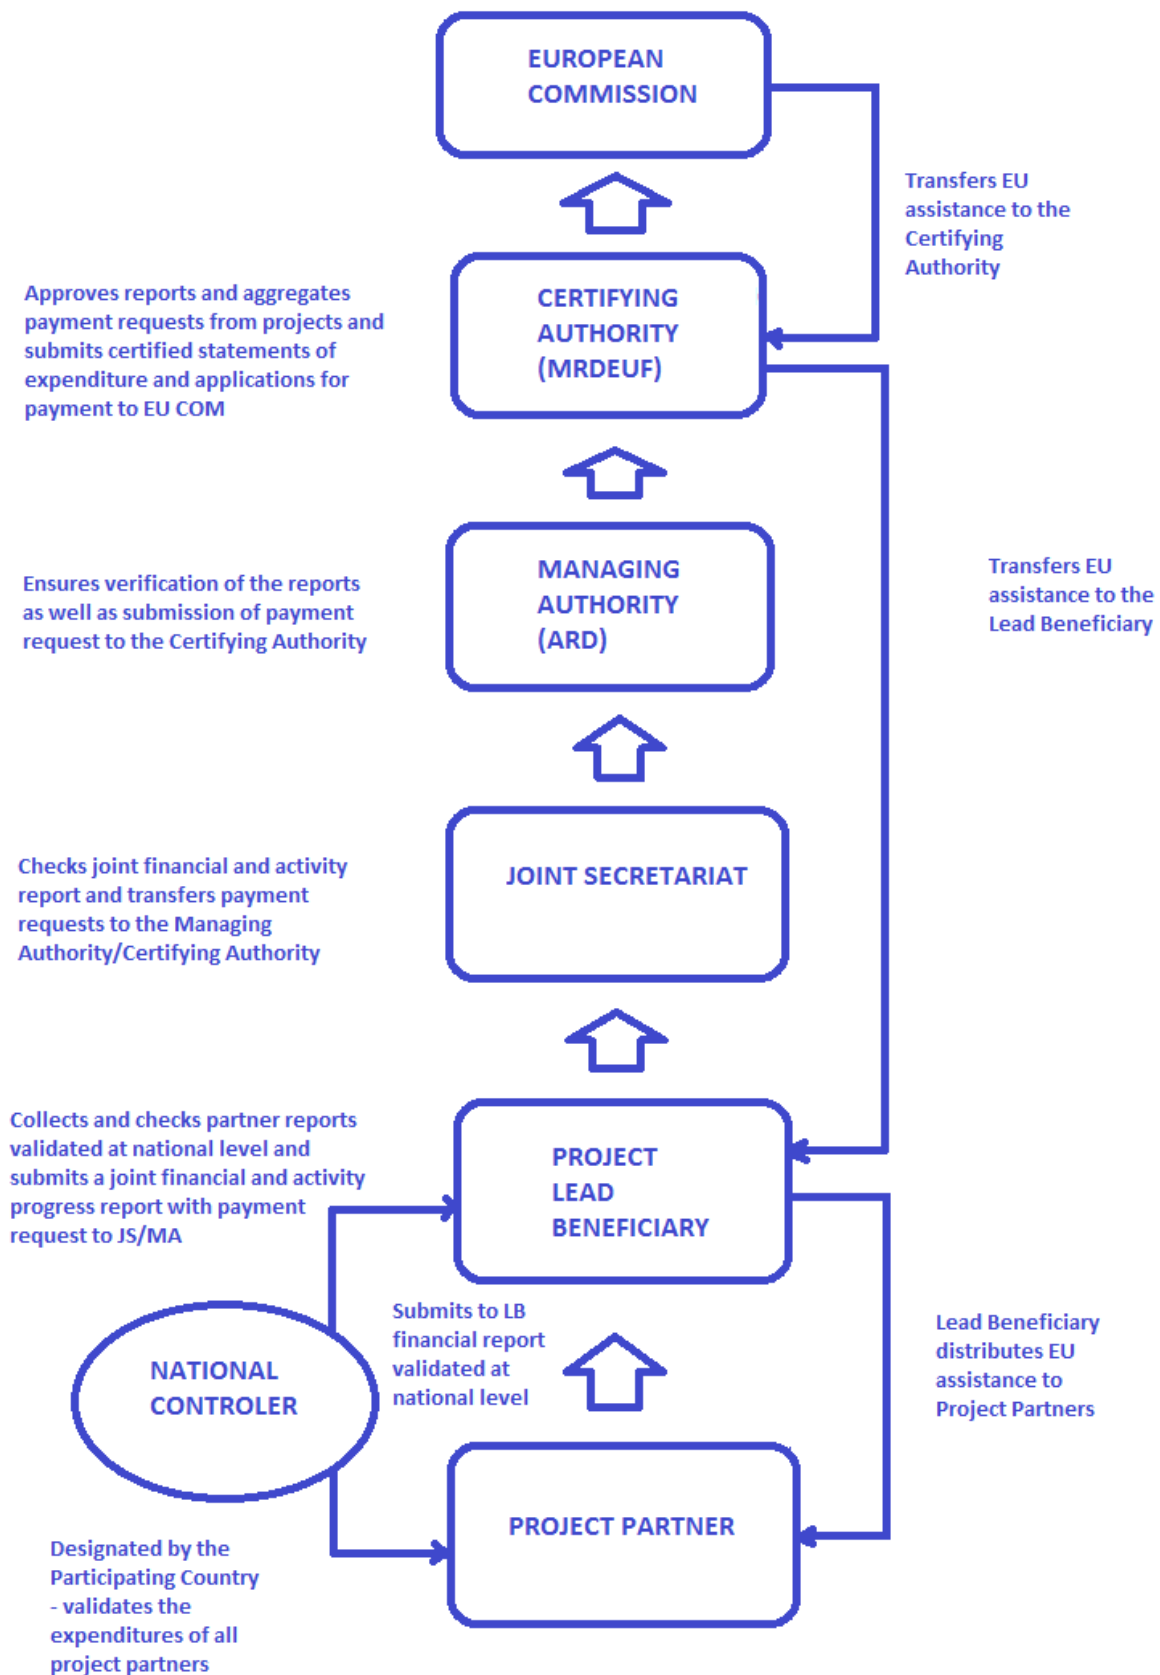 EUROPEAN
COMMISSION
Transfers EU
assistance to the
Certifying
Authority
CERTIFYING
AUTHORITY
(MRDEUF)
Approves reports and aggregates
payment requests from projects and
submits certified statements of
expenditure and applications for
payment to EU COM
MANAGING
AUTHORITY
(ARD)
Ensures verification of the reports
as well as submission of payment
request to the Certifying Authority
Transfers EU
assistance to the
Lead Beneficiary
JOINT SECRETARIAT
Checks joint financial and activity
report and transfers payment
requests to the Managing
Authority/Certifying Authority
Collects and checks partner reports
validated at national level and
submits a joint financial and activity
progress report with payment
request to JS/MA
PROJECT
LEAD
BENEFICIARY
Submits to LB
financial report
validated at
national level
Lead Beneficiary
distributes EU
assistance to
Project Partners
NATIONAL
CONTROLER
PROJECT PARTNER
Designated by the
Participating Country
- validates the
expenditures of all
project partners